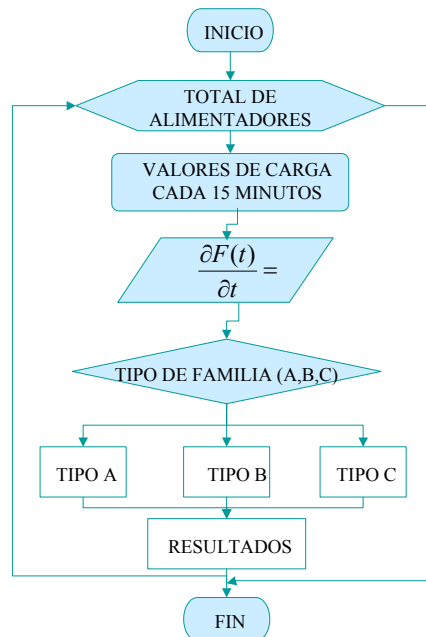 INICIO
TOTAL DE
ALIMENTADORES
VALORES DE CARGA
CADA 15 MINUTOS
∂F(t)/∂t =
TIPO DE FAMILIA (A,B,C)
TIPO A
TIPO B
TIPO C
RESULTADOS
FIN